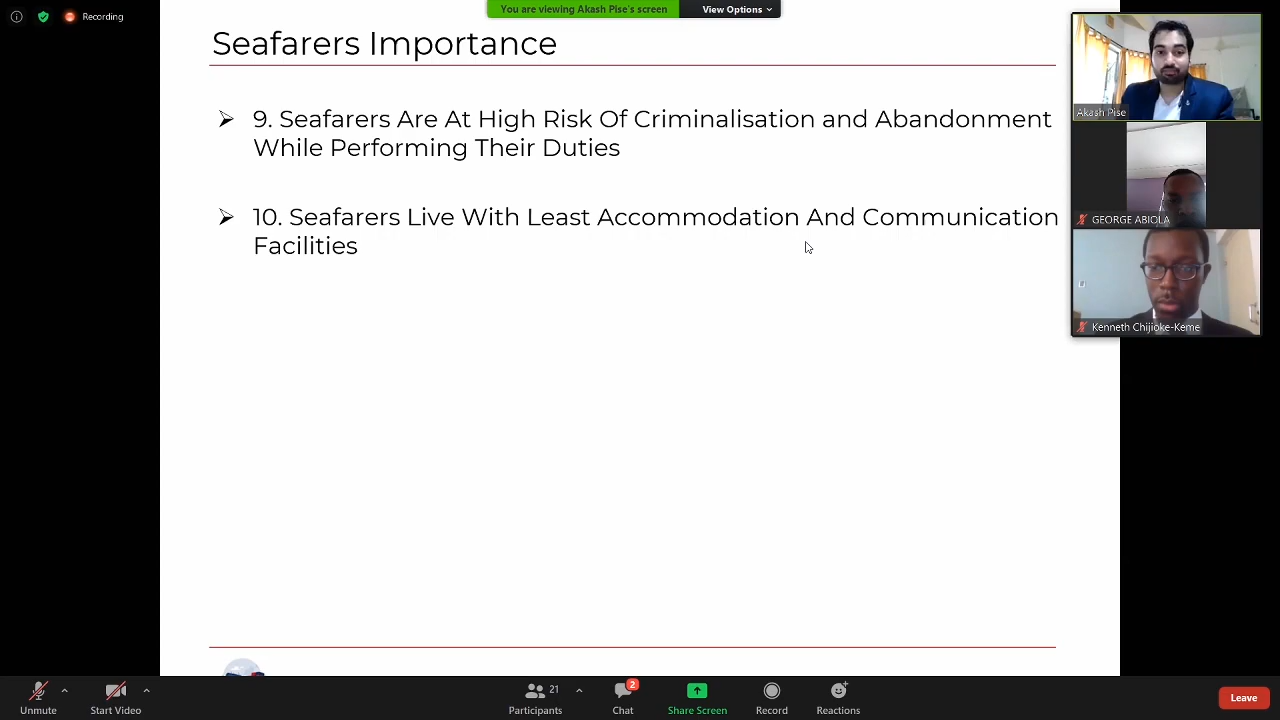 Recording
You are viewing Akash Pise's screen
View Options
Seafarers Importance
9. Seafarers Are At High Risk Of Criminalisation and Abandonment
While Performing Their Duties
10. Seafarers Live With Least Accommodation And Communication
Facilities
Akash Pise
GEORGE ABIOLA
Kenneth Chijioke-Keme
Unmute
Start Video
21
Participants
2
Chat
Share Screen
Record
Reactions
Leave